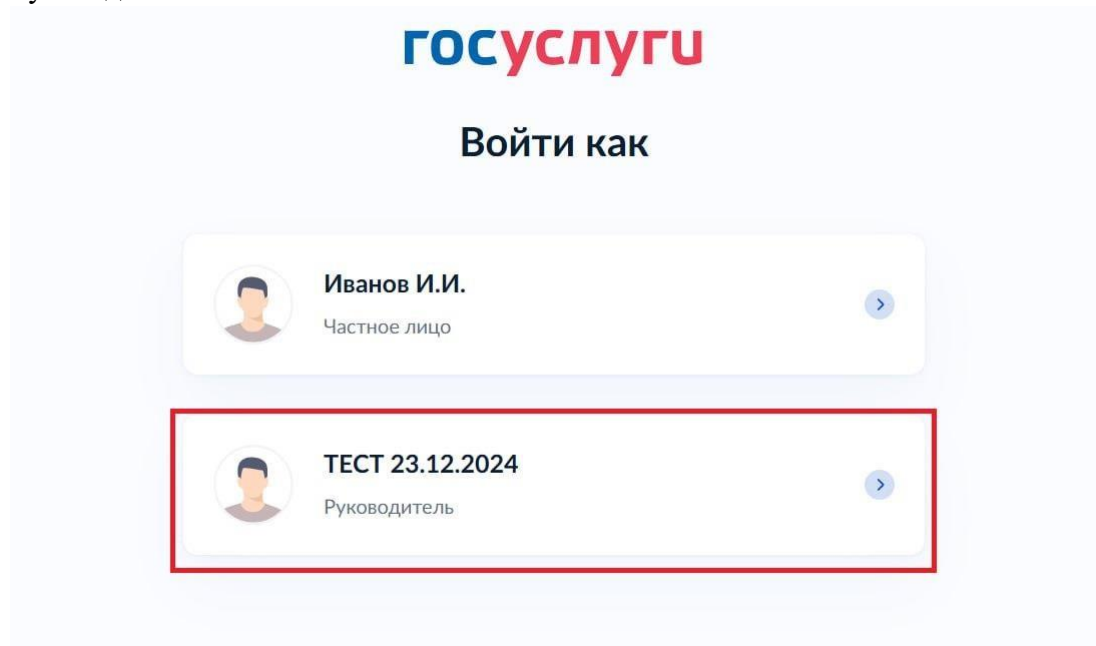 госуслуги
Войти как
Иванов И.И.
Частное лицо
ТЕСТ 23.12.2024
Руководитель